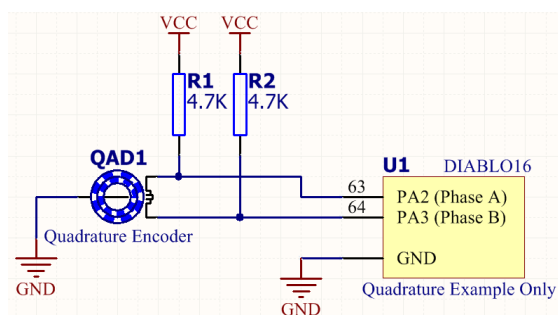 VCC VCC
R1 R2
4.7K 4.7K
QAD1
Quadrature Encoder
GND
U1 DIABLO16
63 PA2 (Phase A)
64 PA3 (Phase B)
GND
GND
Quadrature Example Only